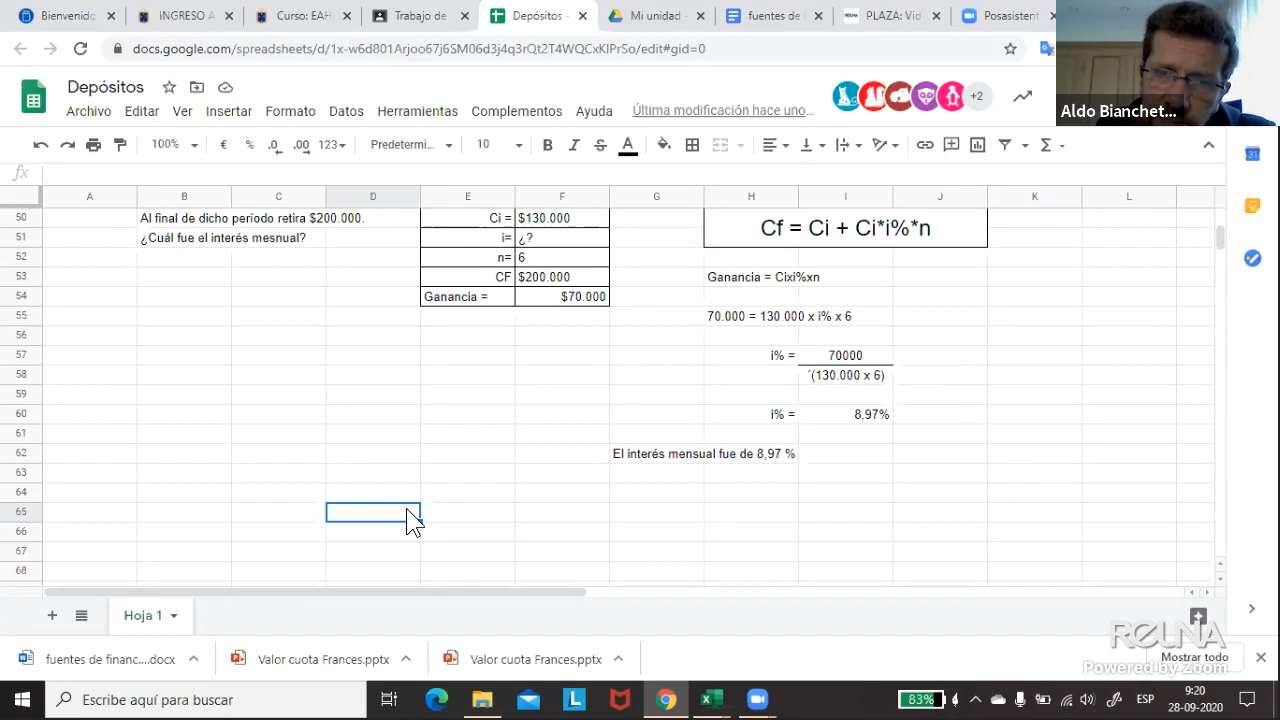 Bienvenido
INGRESO A
Curso: EAH
Trabajo de
Depósitos -
Mi unidad -
fuentes de
PLAZA: Vid
Posasistent
docs.google.com/spreadsheets/d/1x-w6d801Arjoo67j6SM06d3j4q3rQt2T4WQCxKIPrSo/edit#gid=0
Depósitos
Archivo Editar Ver Insertar Formato Datos Herramientas Complementos Ayuda Última modificación hace uno...
+2
Aldo Bianchet...
100% € % .0 .00 123 Predetermi... 10 B I S A
fx
A B C D E F G H I J K L
50 Al final de dicho período retira $200.000. Ci = $130.000
Cf = Ci + Ci*i%*n
51 ¿Cuál fue el interés mesnual? i= ¿?
52 n= 6
53 CF $200.000 Ganancia = Cixi%xn
54 Ganancia = $70.000
55 70.000 = 130.000 x i% x 6
56
57 i% = 70000
58 ´(130.000 x 6)
59
60 i% = 8,97%
61
62 El interés mensual fue de 8,97 %
63
64
65
66
67
68
Hoja 1
REUNA
Powered by Zoom
fuentes de financ....docx
Valor cuota Frances.pptx
Valor cuota Frances.pptx
Mostrar todo
Escribe aquí para buscar
83%
ESP
9:20
28-09-2020